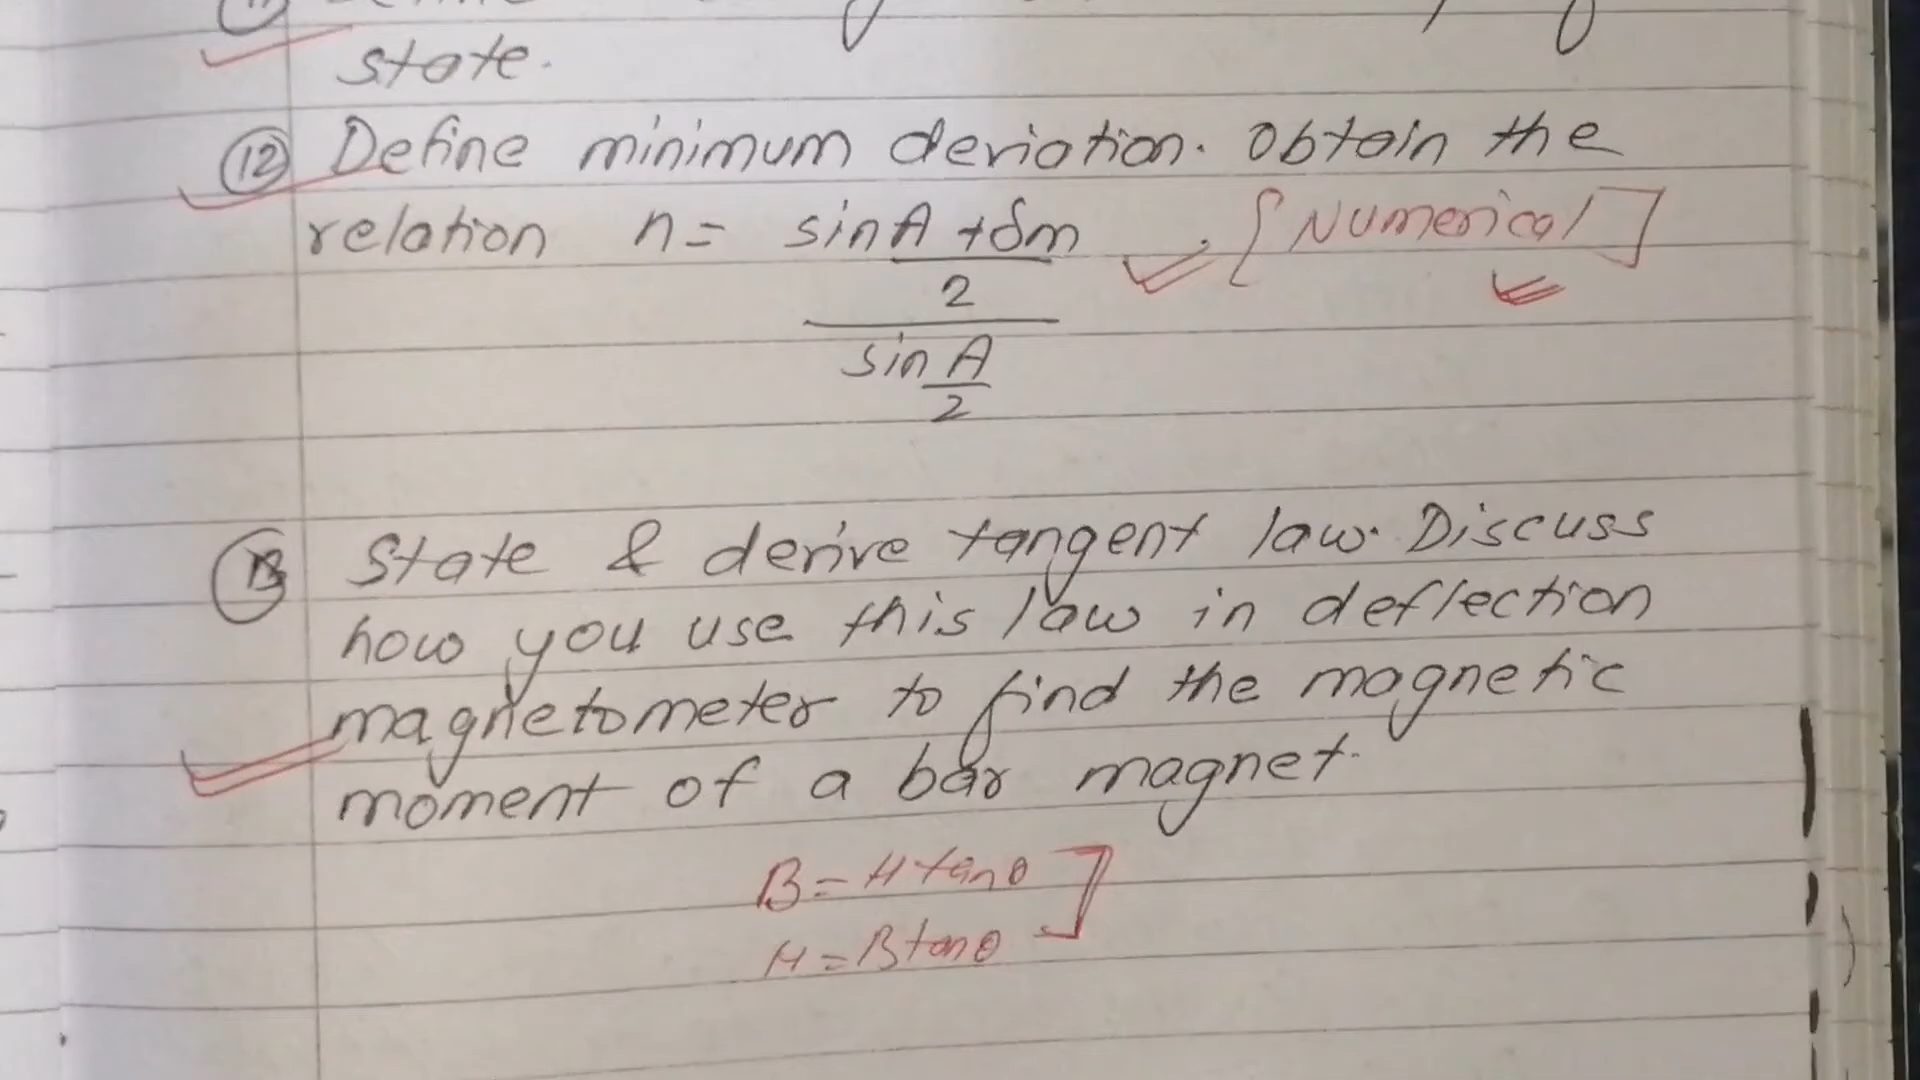 state.
(12) Define minimum deviation. Obtain the
relation n = sin A + δm . [Numerical]
2
sin A
2
(13) State & derive tangent law. Discuss
how you use this law in deflection
magnetometer to find the magnetic
moment of a bar magnet.
B = H tanθ ]
H = B tanθ